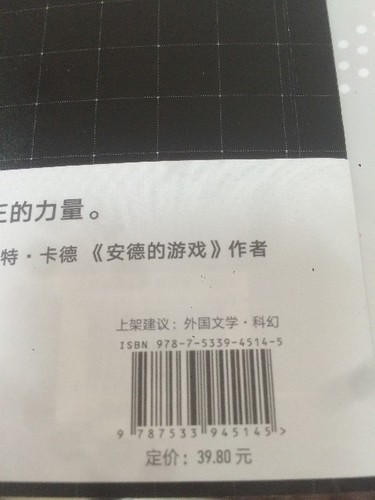 的力量。
特·卡德《安德的游戏》作者
上架建议：外国文学·科幻
ISBN 978-7-5339-4514-5
9 787533 945145 >
定价：39.80 元